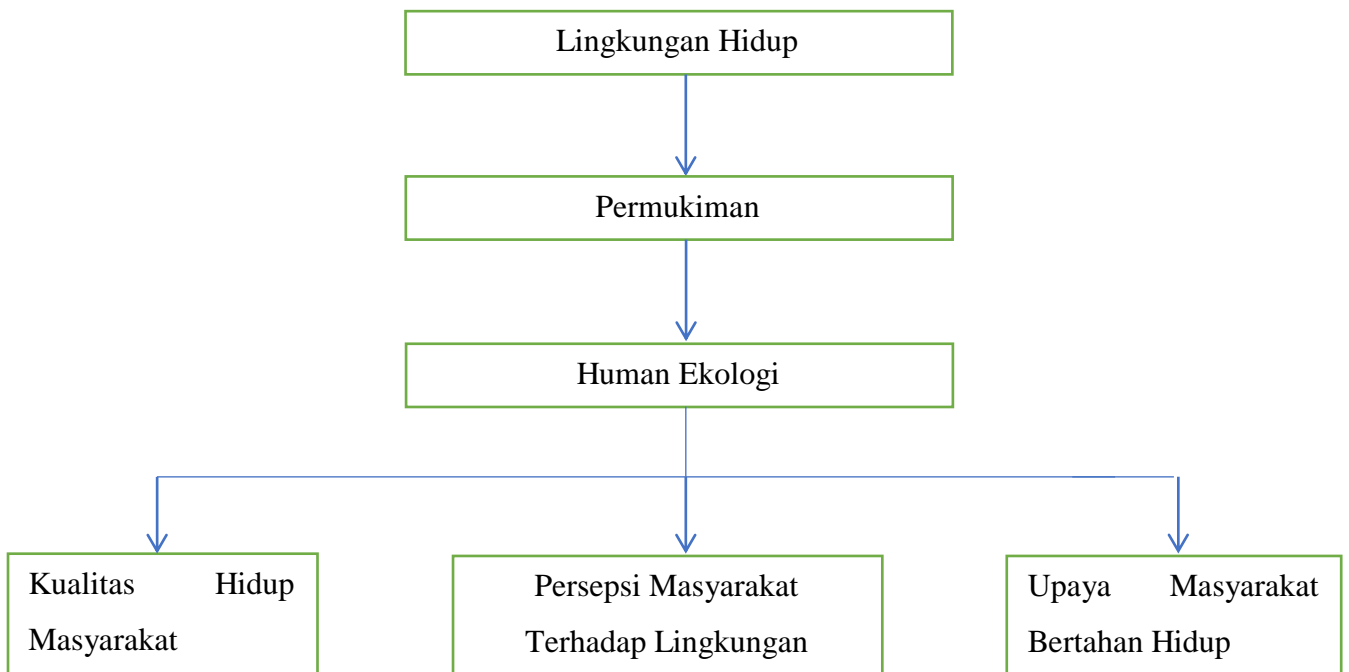 Lingkungan Hidup
Permukiman
Human Ekologi
Kualitas Hidup
Masyarakat
Persepsi Masyarakat
Terhadap Lingkungan
Upaya Masyarakat
Bertahan Hidup